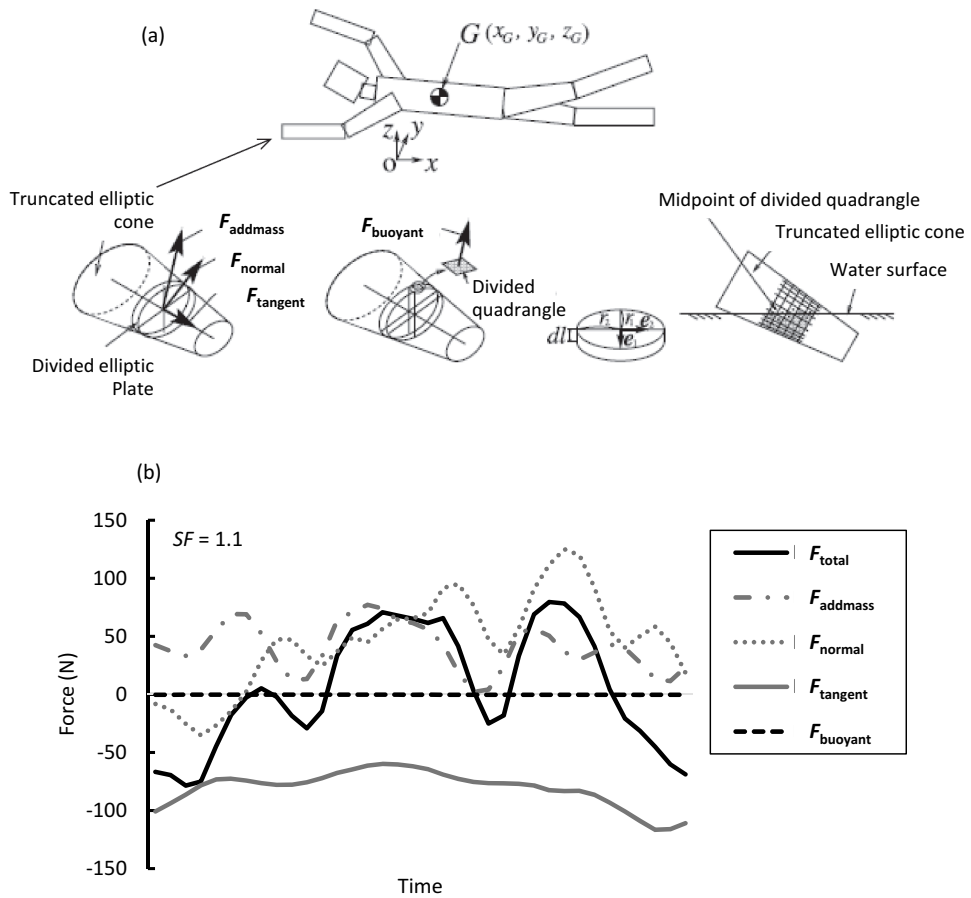 (a)
G (x_G, y_G, z_G)
z y
O x
Truncated elliptic
cone
F_addmass
F_normal
F_tangent
Divided elliptic
Plate
F_buoyant
Divided
quadrangle
dl
e
Midpoint of divided quadrangle
Truncated elliptic cone
Water surface
(b)
SF = 1.1
150
100
50
0
-50
-100
-150
Force (N)
Time
F_total
F_addmass
F_normal
F_tangent
F_buoyant